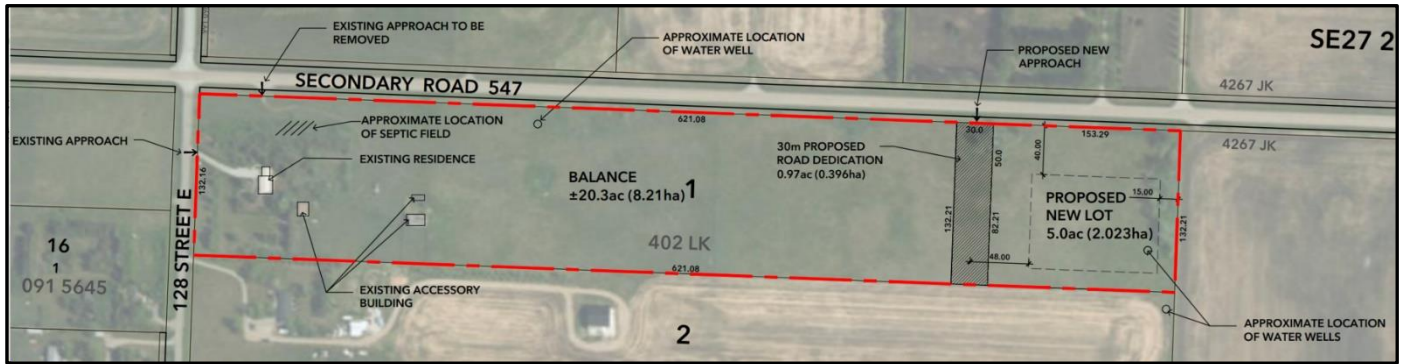 EXISTING APPROACH TO BE
REMOVED
APPROXIMATE LOCATION
OF WATER WELL
PROPOSED NEW
APPROACH
SE27 2
4267 JK
SECONDARY ROAD 547
APPROXIMATE LOCATION
OF SEPTIC FIELD
621.08
30.0
153.29
EXISTING APPROACH
EXISTING RESIDENCE
4267 JK
30m PROPOSED
ROAD DEDICATION
0.97ac (0.396ha)
50.0
40.00
132.16
BALANCE
±20.3ac (8.21ha)
1
15.00
PROPOSED
NEW LOT
5.0ac (2.023ha)
132.21
82.21
132.21
16
1
091 5645
128 STREET E
402 LK
48.00
621.08
EXISTING ACCESSORY
BUILDING
2
APPROXIMATE LOCATION
OF WATER WELLS